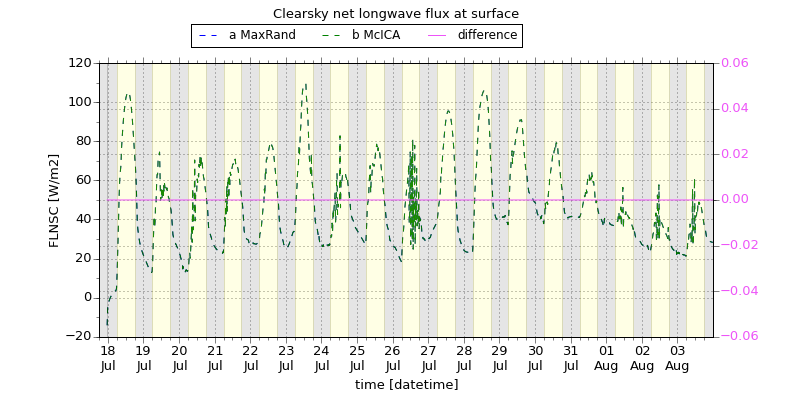 Clearsky net longwave flux at surface
a MaxRand b McICA difference
120 0.06
100 0.04
80 0.02
60 0.00
40 −0.02
20 −0.04
0 −0.06
−20
FLNSC [W/m2]
18 19 20 21 22 23 24 25 26 27 28 29 30 31 01 02 03
Jul Jul Jul Jul Jul Jul Jul Jul Jul Jul Jul Jul Jul Jul Aug Aug Aug
time [datetime]